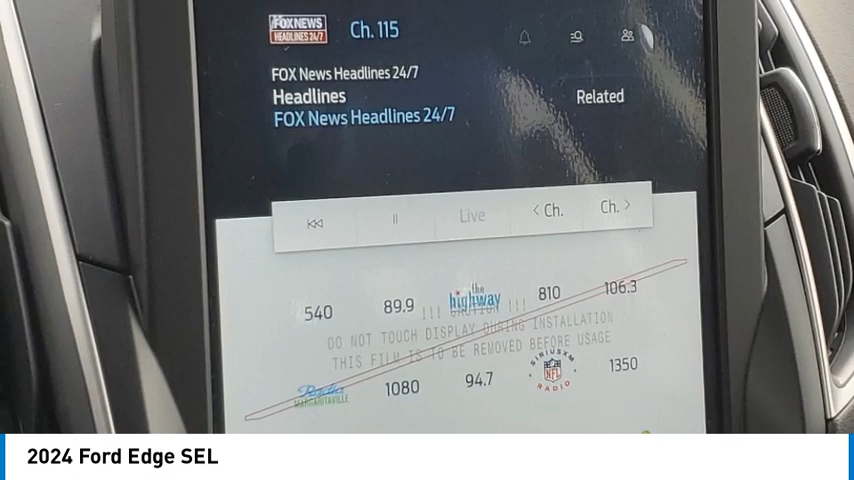 FOX NEWS
HEADLINES 24/7
Ch. 115
FOX News Headlines 24/7
Headlines
FOX News Headlines 24/7
Related
Live
< Ch.
Ch. >
540
89.9
the
highway
810
106.3
!!! CAUTION !!!
DO NOT TOUCH DISPLAY DURING INSTALLATION
THIS FILM IS TO BE REMOVED BEFORE USAGE
Radio
MARGARITAVILLE
1080
94.7
SIRIUSXM
NFL
RADIO
1350
2024 Ford Edge SEL